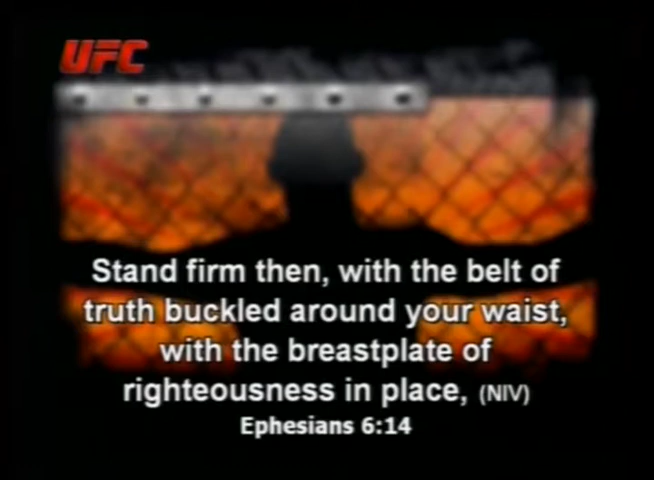 UFC
Stand firm then, with the belt of
truth buckled around your waist,
with the breastplate of
righteousness in place, (NIV)
Ephesians 6:14